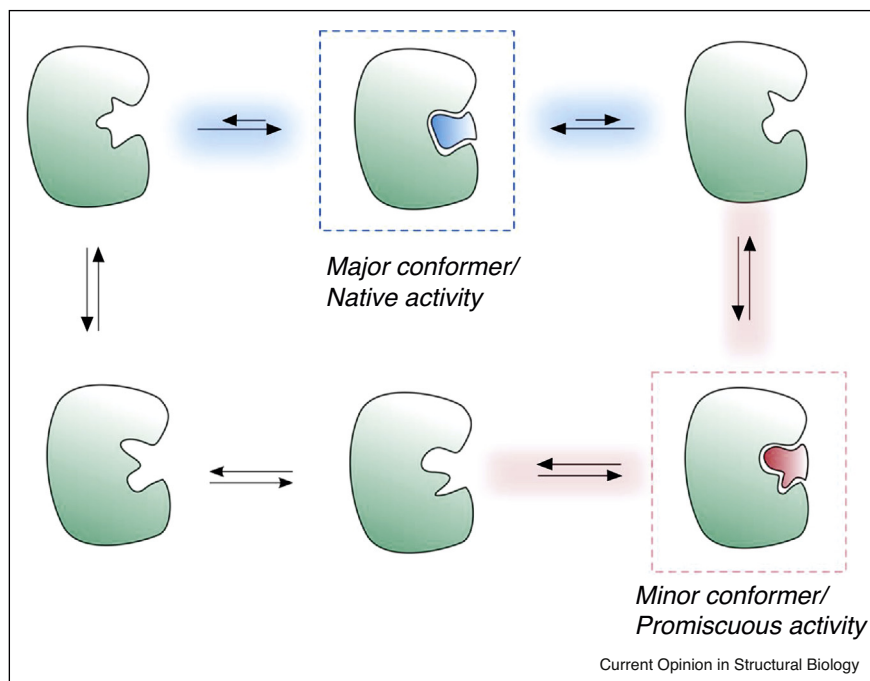 Major conformer/
Native activity
Minor conformer/
Promiscuous activity
Current Opinion in Structural Biology